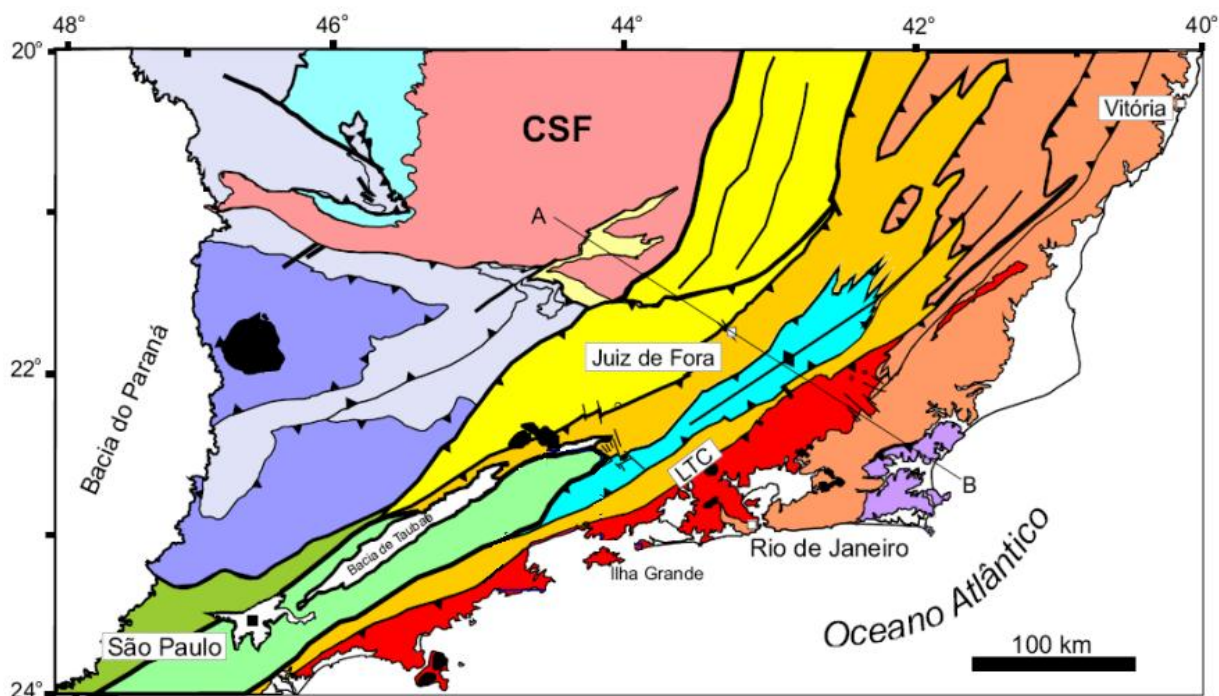 48°
46°
44°
42°
40°
20°
CSF
Vitória
A
Bacia do Paraná
22°
Juiz de Fora
LTC
B
Bacia de Taubaé
Rio de Janeiro
Ilha Grande
Oceano Atlântico
São Paulo
100 km
24°